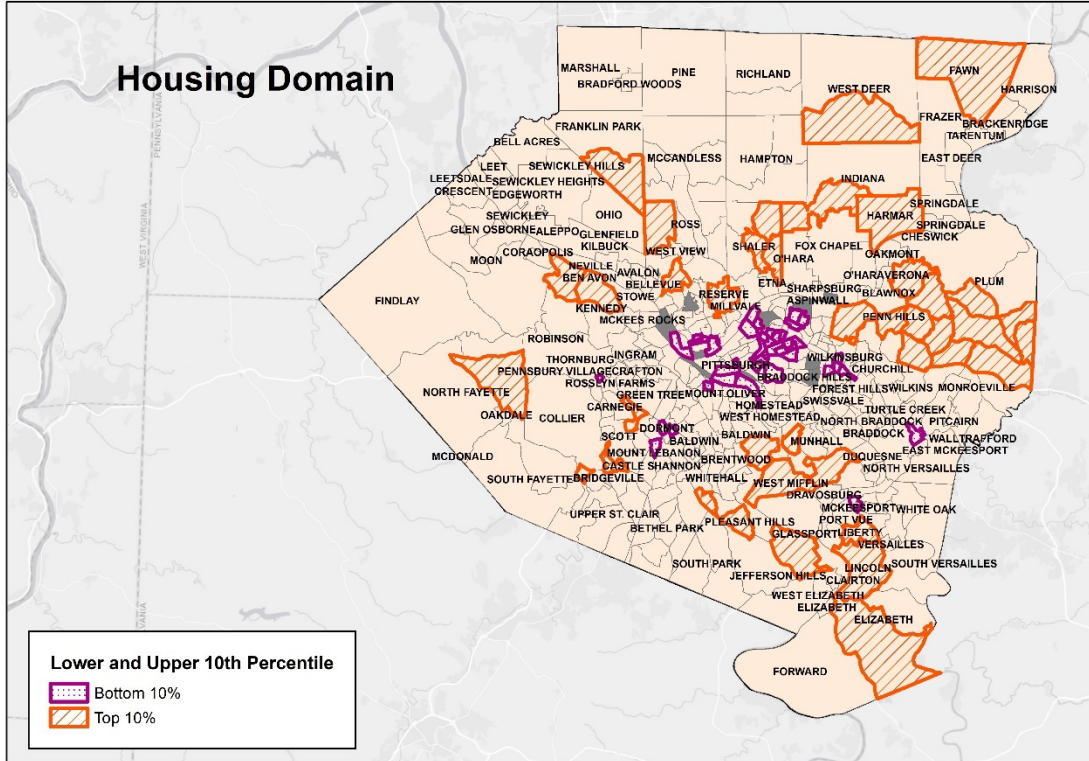 Housing Domain
MARSHALL
BRADFORD WOODS
PINE
RICHLAND
WEST DEER
FAWN
HARRISON
FRAZER
BRACKENRIDGE
TARENTUM
FRANKLIN PARK
BELL ACRES
LEET
SEWICKLEY HILLS
MCCANDLESS
HAMPTON
EAST DEER
INDIANA
LEETSDALE
SEWICKLEY HEIGHTS
CRESCENT
EDGEWORTH
SPRINGDALE
HARMAR
SEWICKLEY
OHIO
ROSS
SPRINGDALE
GLEN OSBORNE
ALEPPO
GLENFIELD
CHESWICK
KILBUCK
WEST VIEW
SHALER
FOX CHAPEL
OAKMONT
MOON
CORAOPOLIS
O'HARA
NEVILLE
AVALON
BEN AVON
BELLEVUE
ETNA
SHARPSBURG
O'HARA
VERONA
PLUM
FINDLAY
STOWE
RESERVE
ASPINWALL
BLAWNOX
KENNEDY
MILLVALE
MCKEES ROCKS
PENN HILLS
ROBINSON
THORNBURG
INGRAM
WILKINSBURG
PENNSBURY VILLAGE
CRAFTON
PITTSBURGH
CHURCHILL
ROSSLYN FARMS
BRADDOCK HILLS
NORTH FAYETTE
GREEN TREE
MOUNT OLIVER
FOREST HILLS
WILKINS
MONROEVILLE
CARNEGIE
HOMESTEAD
SWISSVALE
OAKDALE
COLLIER
WEST HOMESTEAD
TURTLE CREEK
DORMONT
NORTH BRADDOCK
PITCAIRN
SCOTT
BALDWIN
BALDWIN
MUNHALL
BRADDOCK
WALL
TRAFFORD
MCDONALD
MOUNT LEBANON
BRENTWOOD
EAST MCKEESPORT
CASTLE SHANNON
DUQUESNE
SOUTH FAYETTE
BRIDGEVILLE
WHITEHALL
WEST MIFFLIN
NORTH VERSAILLES
DRAVOSBURG
UPPER ST. CLAIR
MCKEESPORT
WHITE OAK
BETHEL PARK
PLEASANT HILLS
PORT VUE
GLASSPORT
LIBERTY
VERSAILLES
SOUTH PARK
JEFFERSON HILLS
LINCOLN
SOUTH VERSAILLES
CLAIRTON
WEST ELIZABETH
ELIZABETH
ELIZABETH
FORWARD
PENNSYLVANIA
WEST VIRGINIA
Lower and Upper 10th Percentile
Bottom 10%
Top 10%